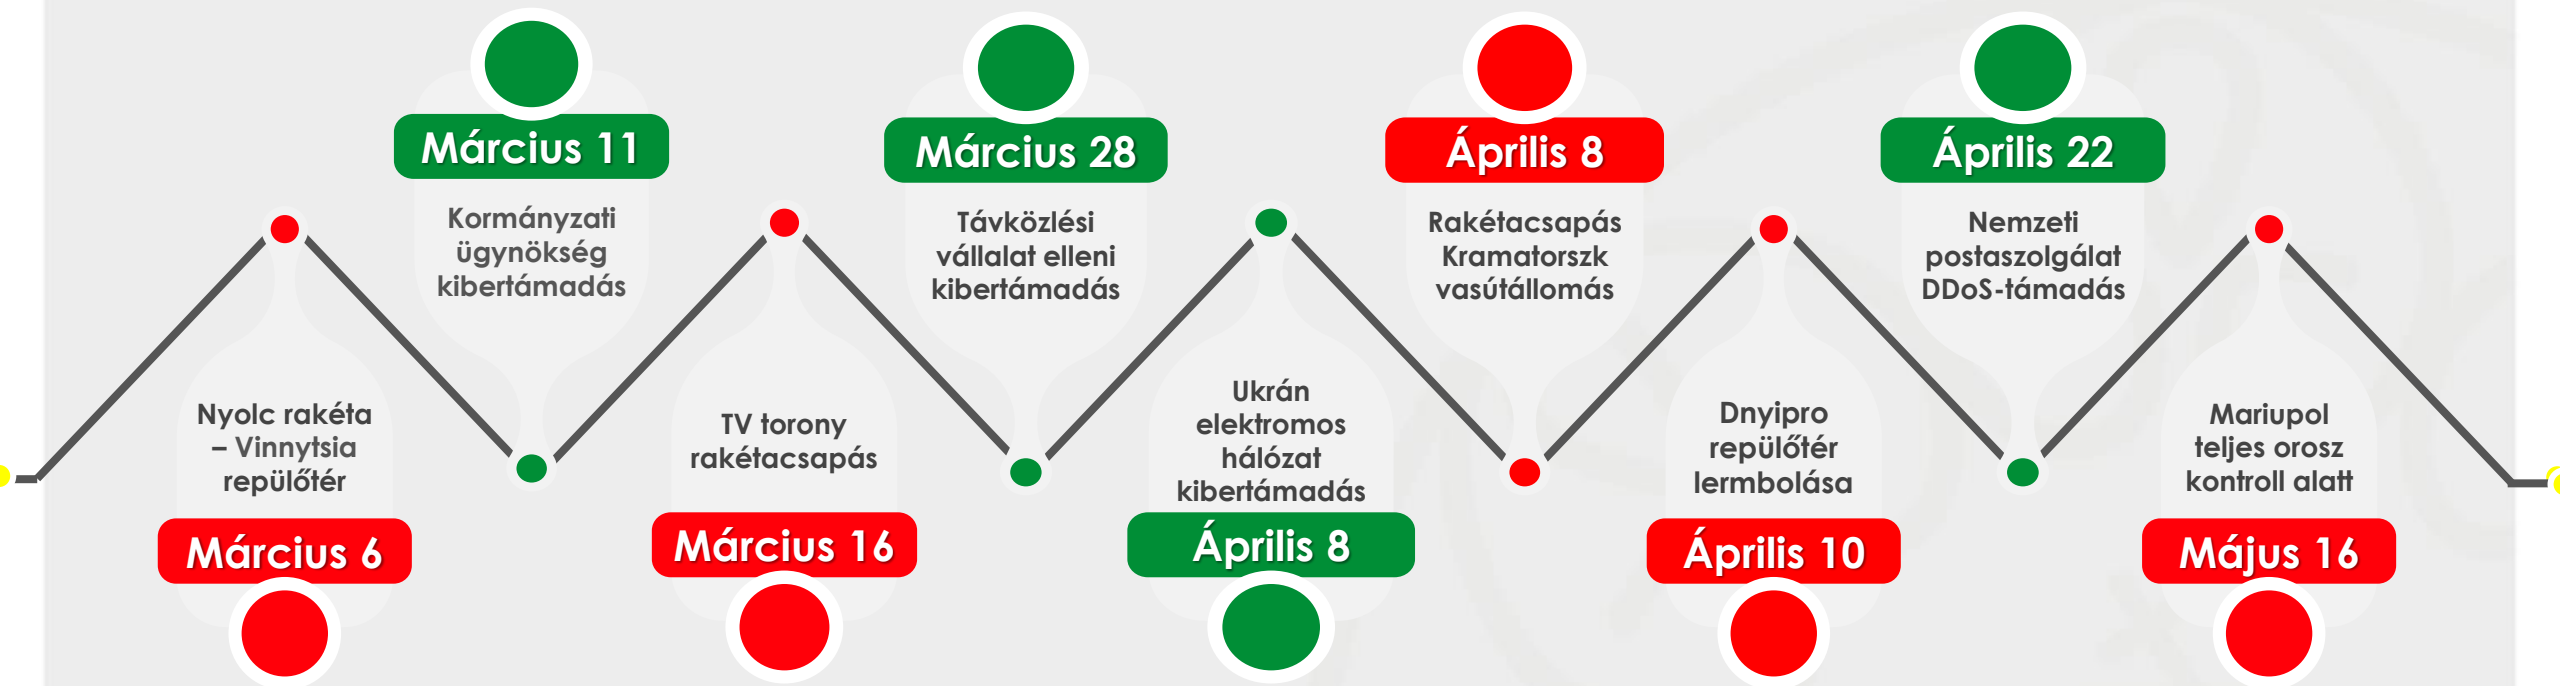 Március 6
Nyolc rakéta
– Vinnytsia
repülőtér
Március 11
Kormányzati
ügynökség
kibertámadás
Március 16
TV torony
rakétacsapás
Március 28
Távközlési
vállalat elleni
kibertámadás
Április 8
Ukrán
elektromos
hálózat
kibertámadás
Április 8
Rakétacsapás
Kramatorszk
vasútállomás
Április 10
Dnyipro
repülőtér
lermbolása
Április 22
Nemzeti
postaszolgálat
DDoS-támadás
Május 16
Mariupol
teljes orosz
kontroll alatt